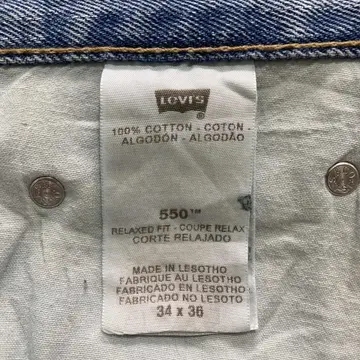 LEVI'S ®
100% COTTON - COTON -
ALGODÓN - ALGODÃO
550™
RELAXED FIT - COUPE RELAX
CORTE RELAJADO
MADE IN LESOTHO
FABRIQUE AU LESOTHO
FABRICADO EN LESOTHO
FABRICADO NO LESOTO
34 x 36